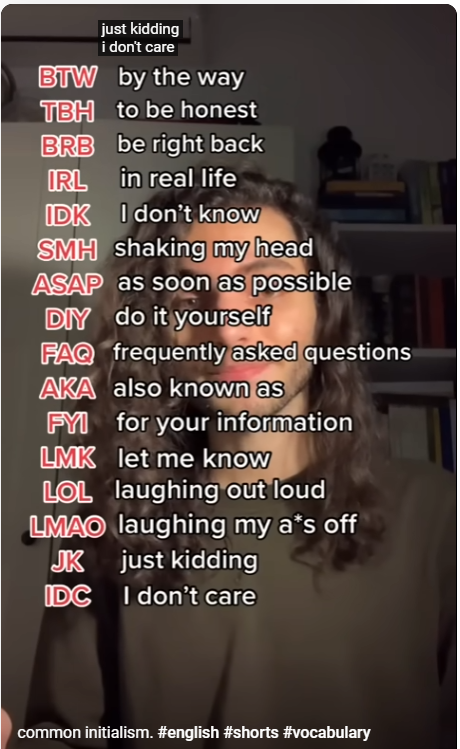 just kidding
i don't care
BTW by the way
TBH to be honest
BRB be right back
IRL in real life
IDK I don't know
SMH shaking my head
ASAP as soon as possible
DIY do it yourself
FAQ frequently asked questions
AKA also known as
FYI for your information
LMK let me know
LOL laughing out loud
LMAO laughing my a*s off
JK just kidding
IDC I don't care
common initialism. #english #shorts #vocabulary